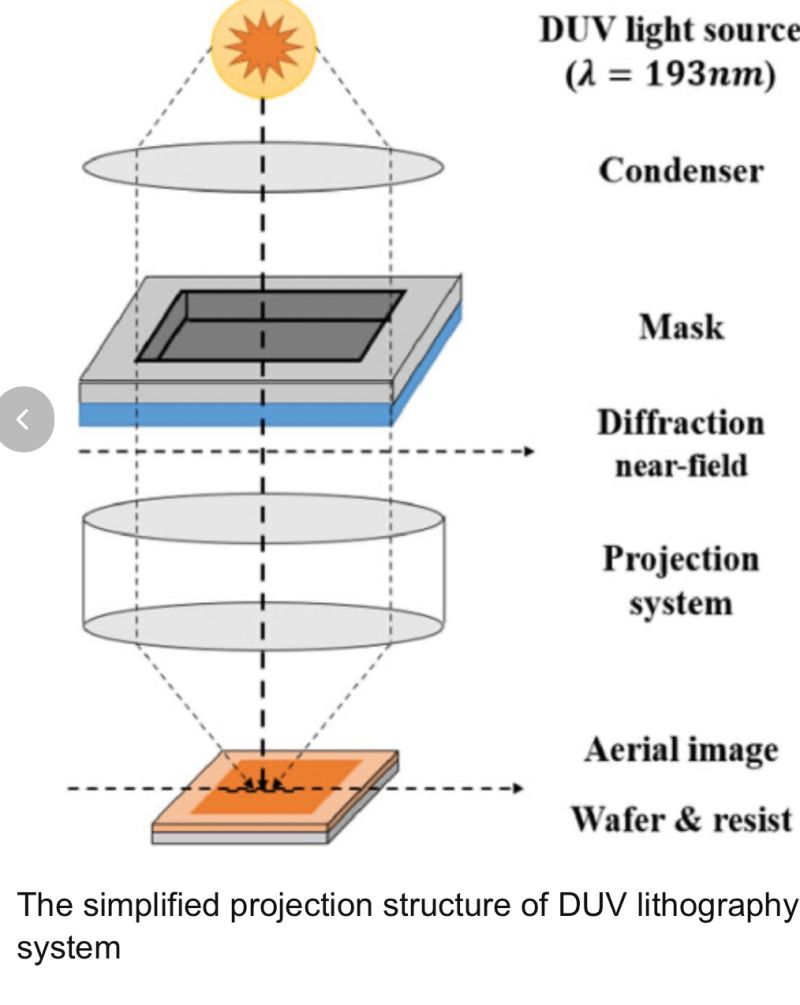 DUV light source
(λ = 193nm)
Condenser
Mask
Diffraction
near-field
Projection
system
Aerial image
Wafer & resist
The simplified projection structure of DUV lithography
system